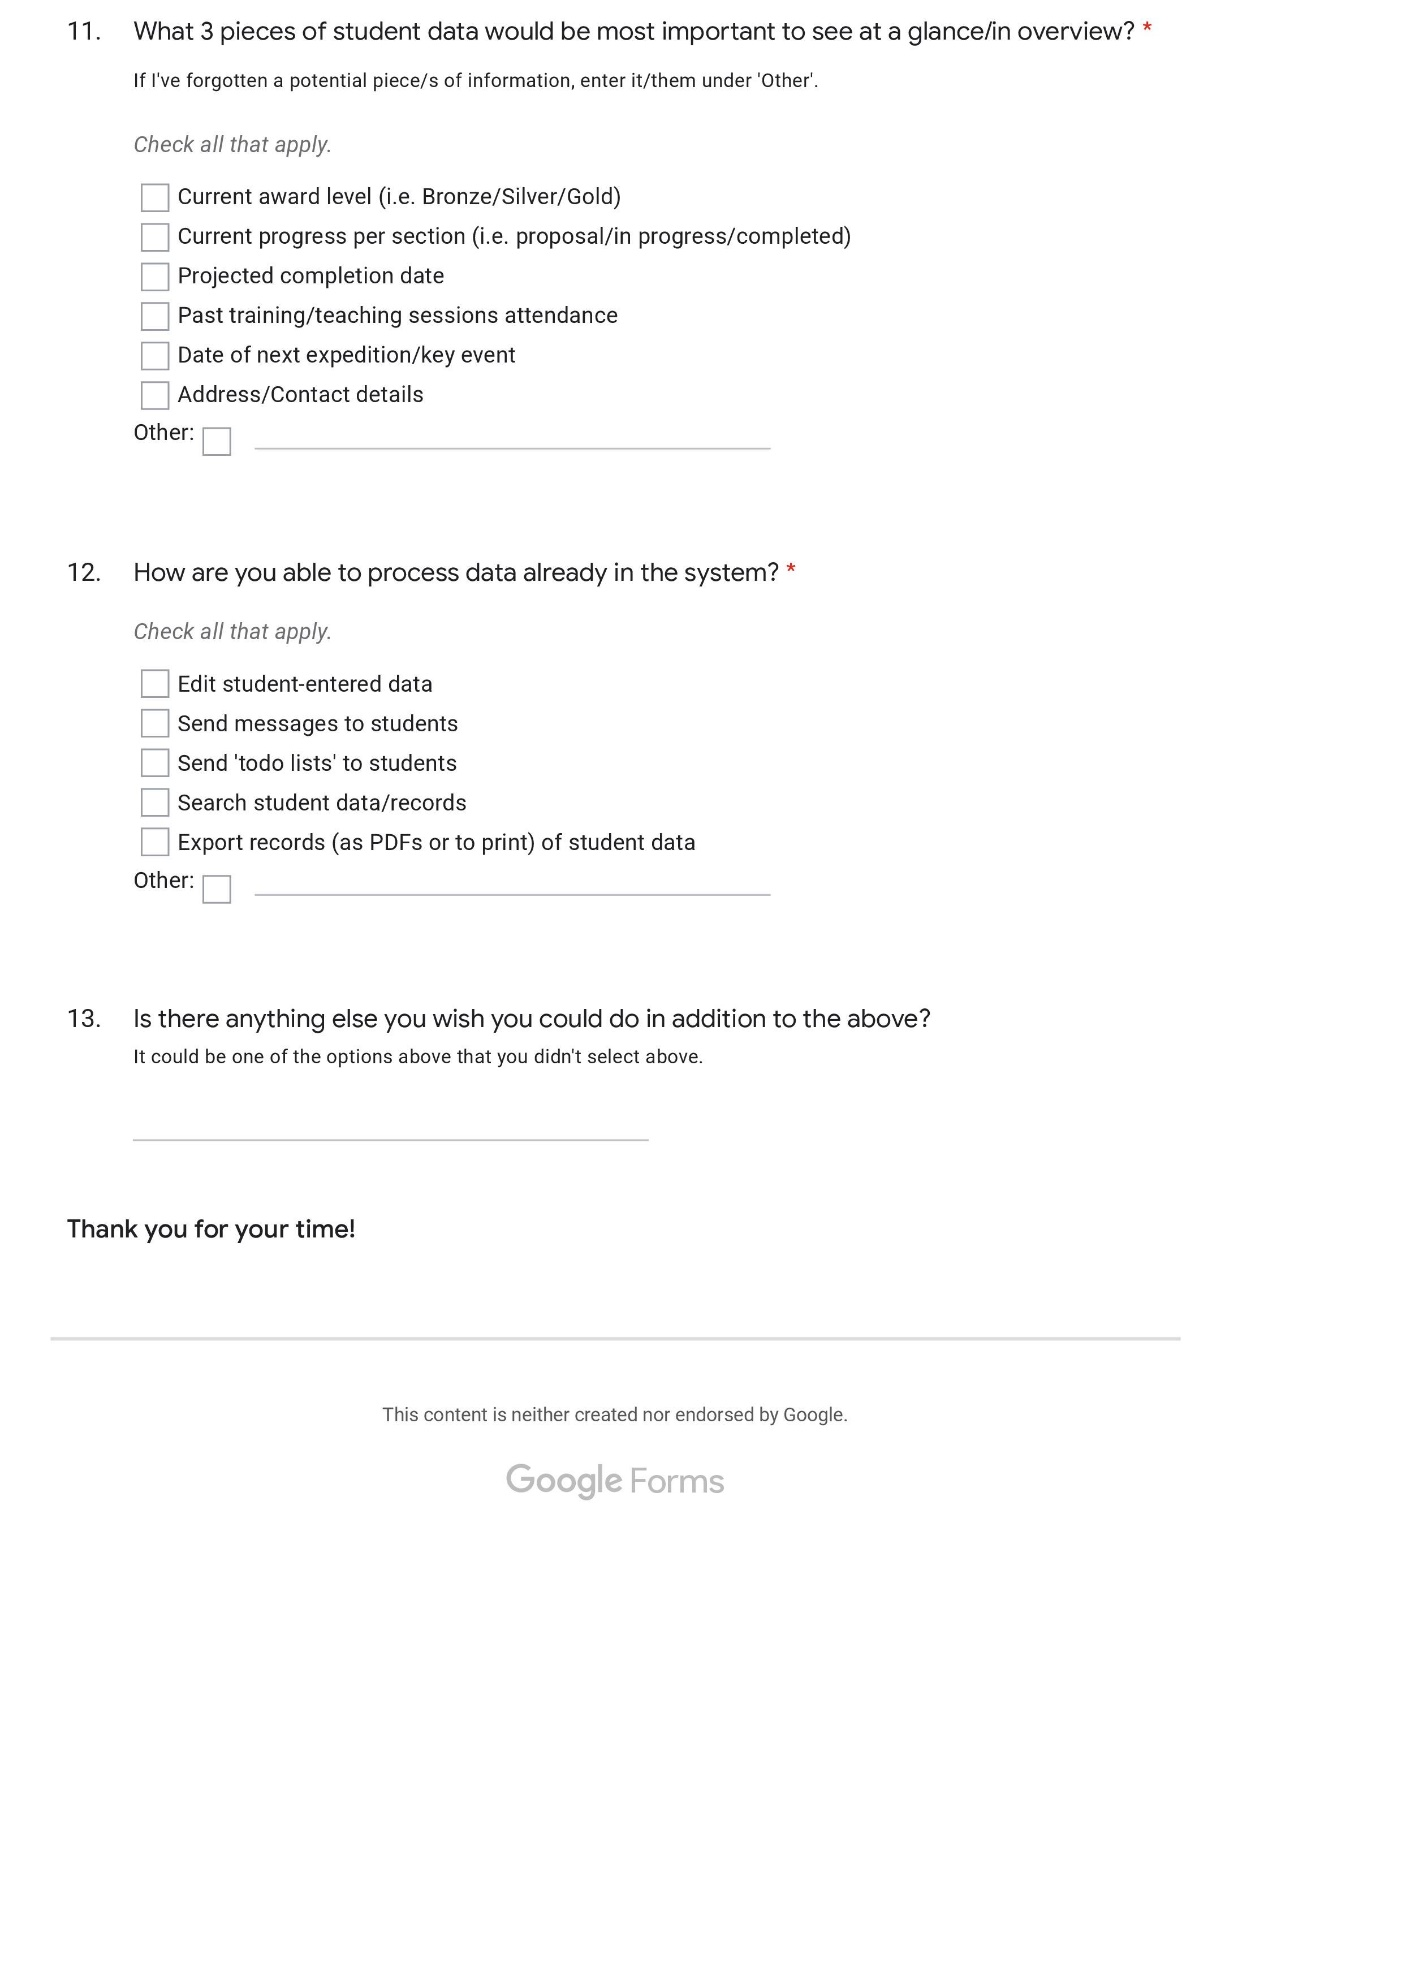 11. What 3 pieces of student data would be most important to see at a glance/in overview? *
If I've forgotten a potential piece/s of information, enter it/them under 'Other'.
Check all that apply.
Current award level (i.e. Bronze/Silver/Gold)
Current progress per section (i.e. proposal/in progress/completed)
Projected completion date
Past training/teaching sessions attendance
Date of next expedition/key event
Address/Contact details
Other:
12. How are you able to process data already in the system? *
Check all that apply.
Edit student-entered data
Send messages to students
Send 'todo lists' to students
Search student data/records
Export records (as PDFs or to print) of student data
Other:
13. Is there anything else you wish you could do in addition to the above?
It could be one of the options above that you didn't select above.
Thank you for your time!
This content is neither created nor endorsed by Google.
Google Forms